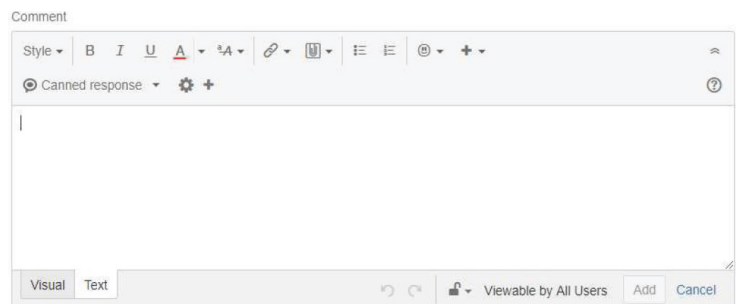 Comment
Style B I U A ªA
Canned response
Visual Text Viewable by All Users Add Cancel